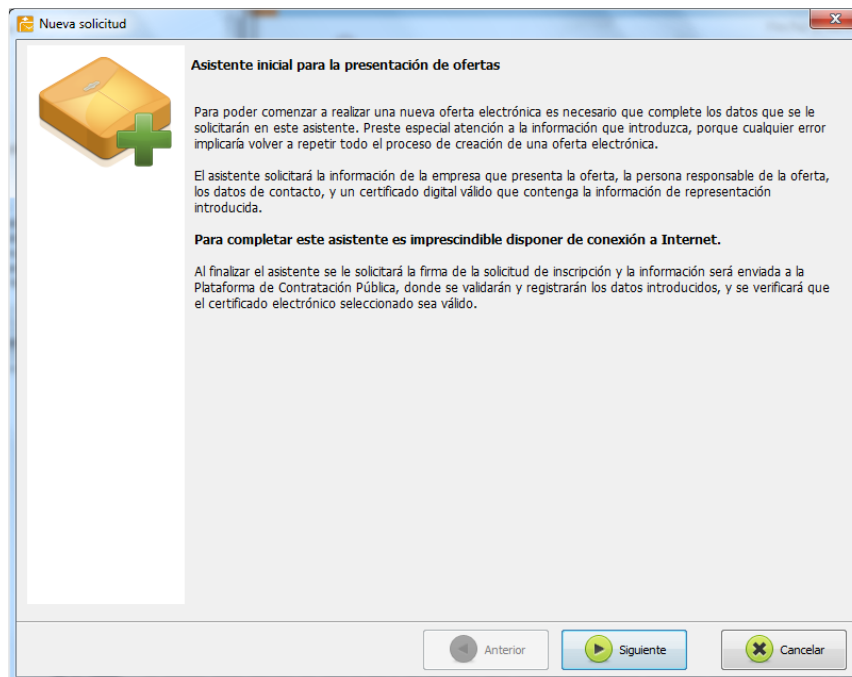 Nueva solicitud
Asistente inicial para la presentación de ofertas
Para poder comenzar a realizar una nueva oferta electrónica es necesario que complete los datos que se le
solicitarán en este asistente. Preste especial atención a la información que introduzca, porque cualquier error
implicaría volver a repetir todo el proceso de creación de una oferta electrónica.
El asistente solicitará la información de la empresa que presenta la oferta, la persona responsable de la oferta,
los datos de contacto, y un certificado digital válido que contenga la información de representación
introducida.
Para completar este asistente es imprescindible disponer de conexión a Internet.
Al finalizar el asistente se le solicitará la firma de la solicitud de inscripción y la información será enviada a la
Plataforma de Contratación Pública, donde se validarán y registrarán los datos introducidos, y se verificará que
el certificado electrónico seleccionado sea válido.
Anterior
Siguiente
Cancelar